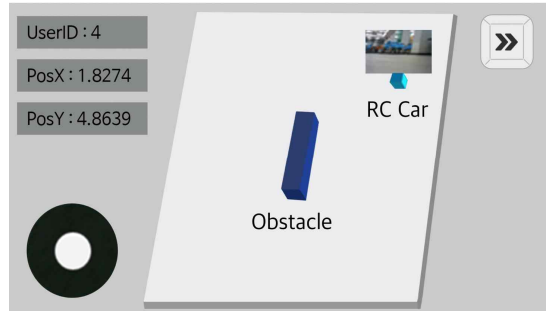 UserID : 4
PosX : 1.8274
PosY : 4.8639
RC Car
Obstacle